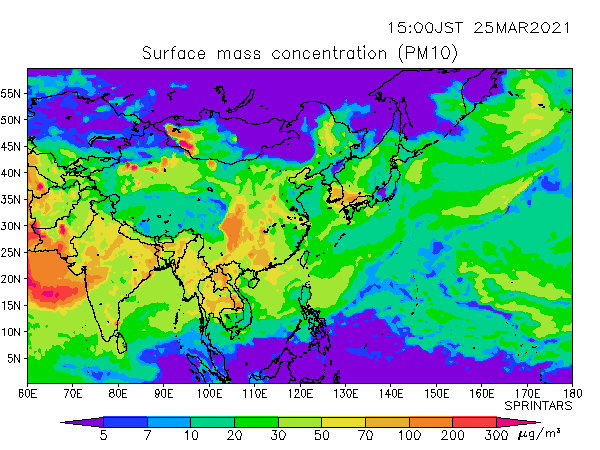 15:00JST 25MAR2021
Surface mass concentration (PM10)
55N
50N
45N
40N
35N
30N
25N
20N
15N
10N
5N
60E 70E 80E 90E 100E 110E 120E 130E 140E 150E 160E 170E 180
SPRINTARS
5 7 10 20 30 50 70 100 200 300 μg/m³